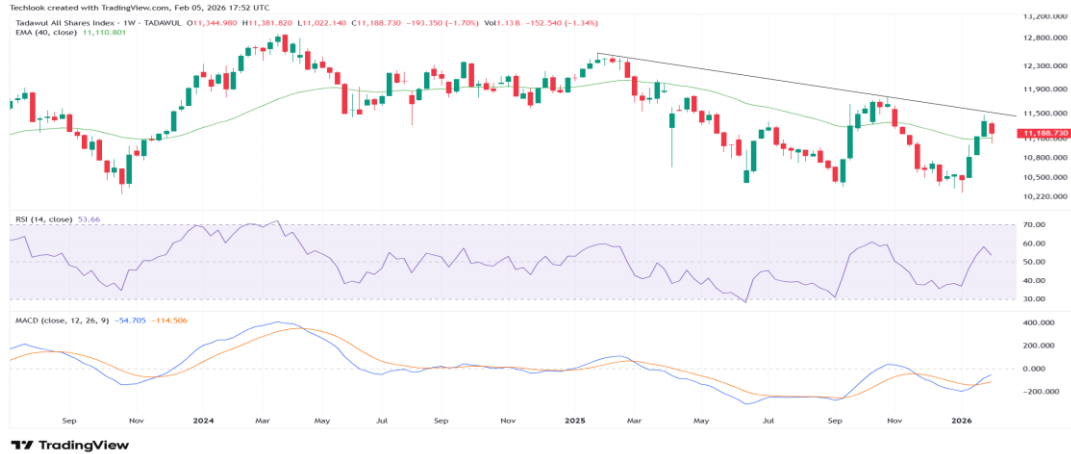 Techlook created with TradingView.com, Feb 05, 2026 17:52 UTC
Tadawul All Shares Index · 1W · TADAWUL O11,344.980 H11,381.820 L11,022.140 C11,188.730 -193.350 (-1.70%) Vol1.13B -152.540 (-1.34%)
EMA (40, close) 11,110.801
13,200.000
12,800.000
12,300.000
11,900.000
11,500.000
11,188.730
11,100.000
10,800.000
10,500.000
10,220.000
RSI (14, close) 53.66
70.00
60.00
50.00
40.00
30.00
MACD (close, 12, 26, 9) -54.705 -114.506
400.000
200.000
0.000
-200.000
Sep Nov 2024 Mar May Jul Sep Nov 2025 Mar May Jul Sep Nov 2026
TradingView